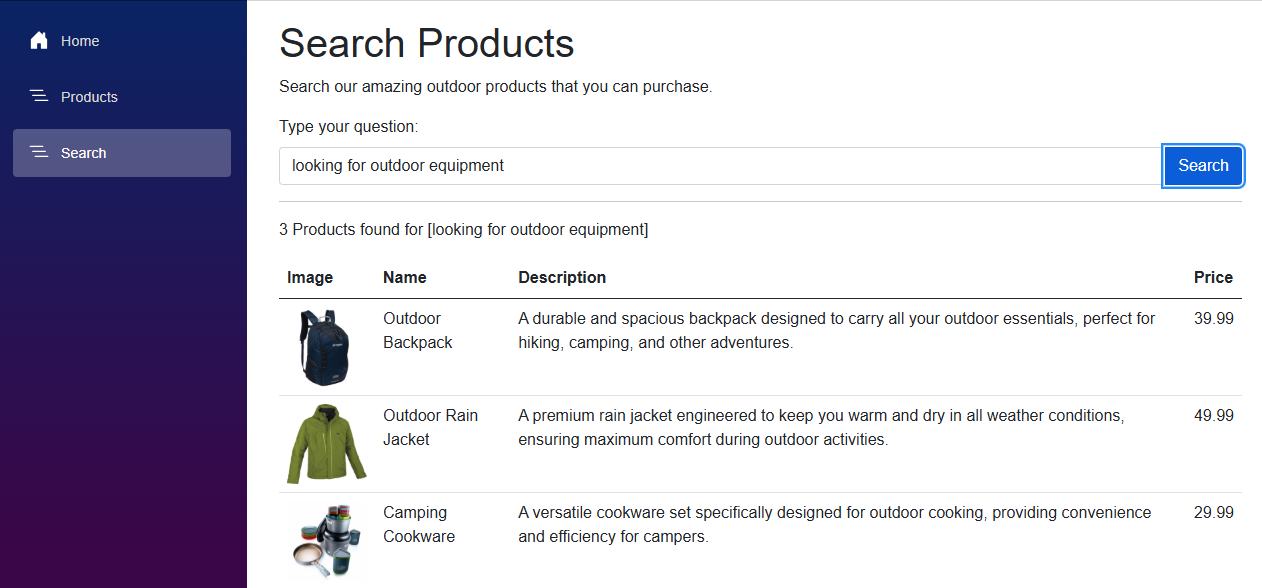 Home
Products
Search
Search Products
Search our amazing outdoor products that you can purchase.
Type your question:
looking for outdoor equipment
Search
3 Products found for [looking for outdoor equipment]
Image Name Description Price
Outdoor Backpack
A durable and spacious backpack designed to carry all your outdoor essentials, perfect for
hiking, camping, and other adventures.
39.99
Outdoor Rain
Jacket
A premium rain jacket engineered to keep you warm and dry in all weather conditions,
ensuring maximum comfort during outdoor activities.
49.99
Camping
Cookware
A versatile cookware set specifically designed for outdoor cooking, providing convenience
and efficiency for campers.
29.99